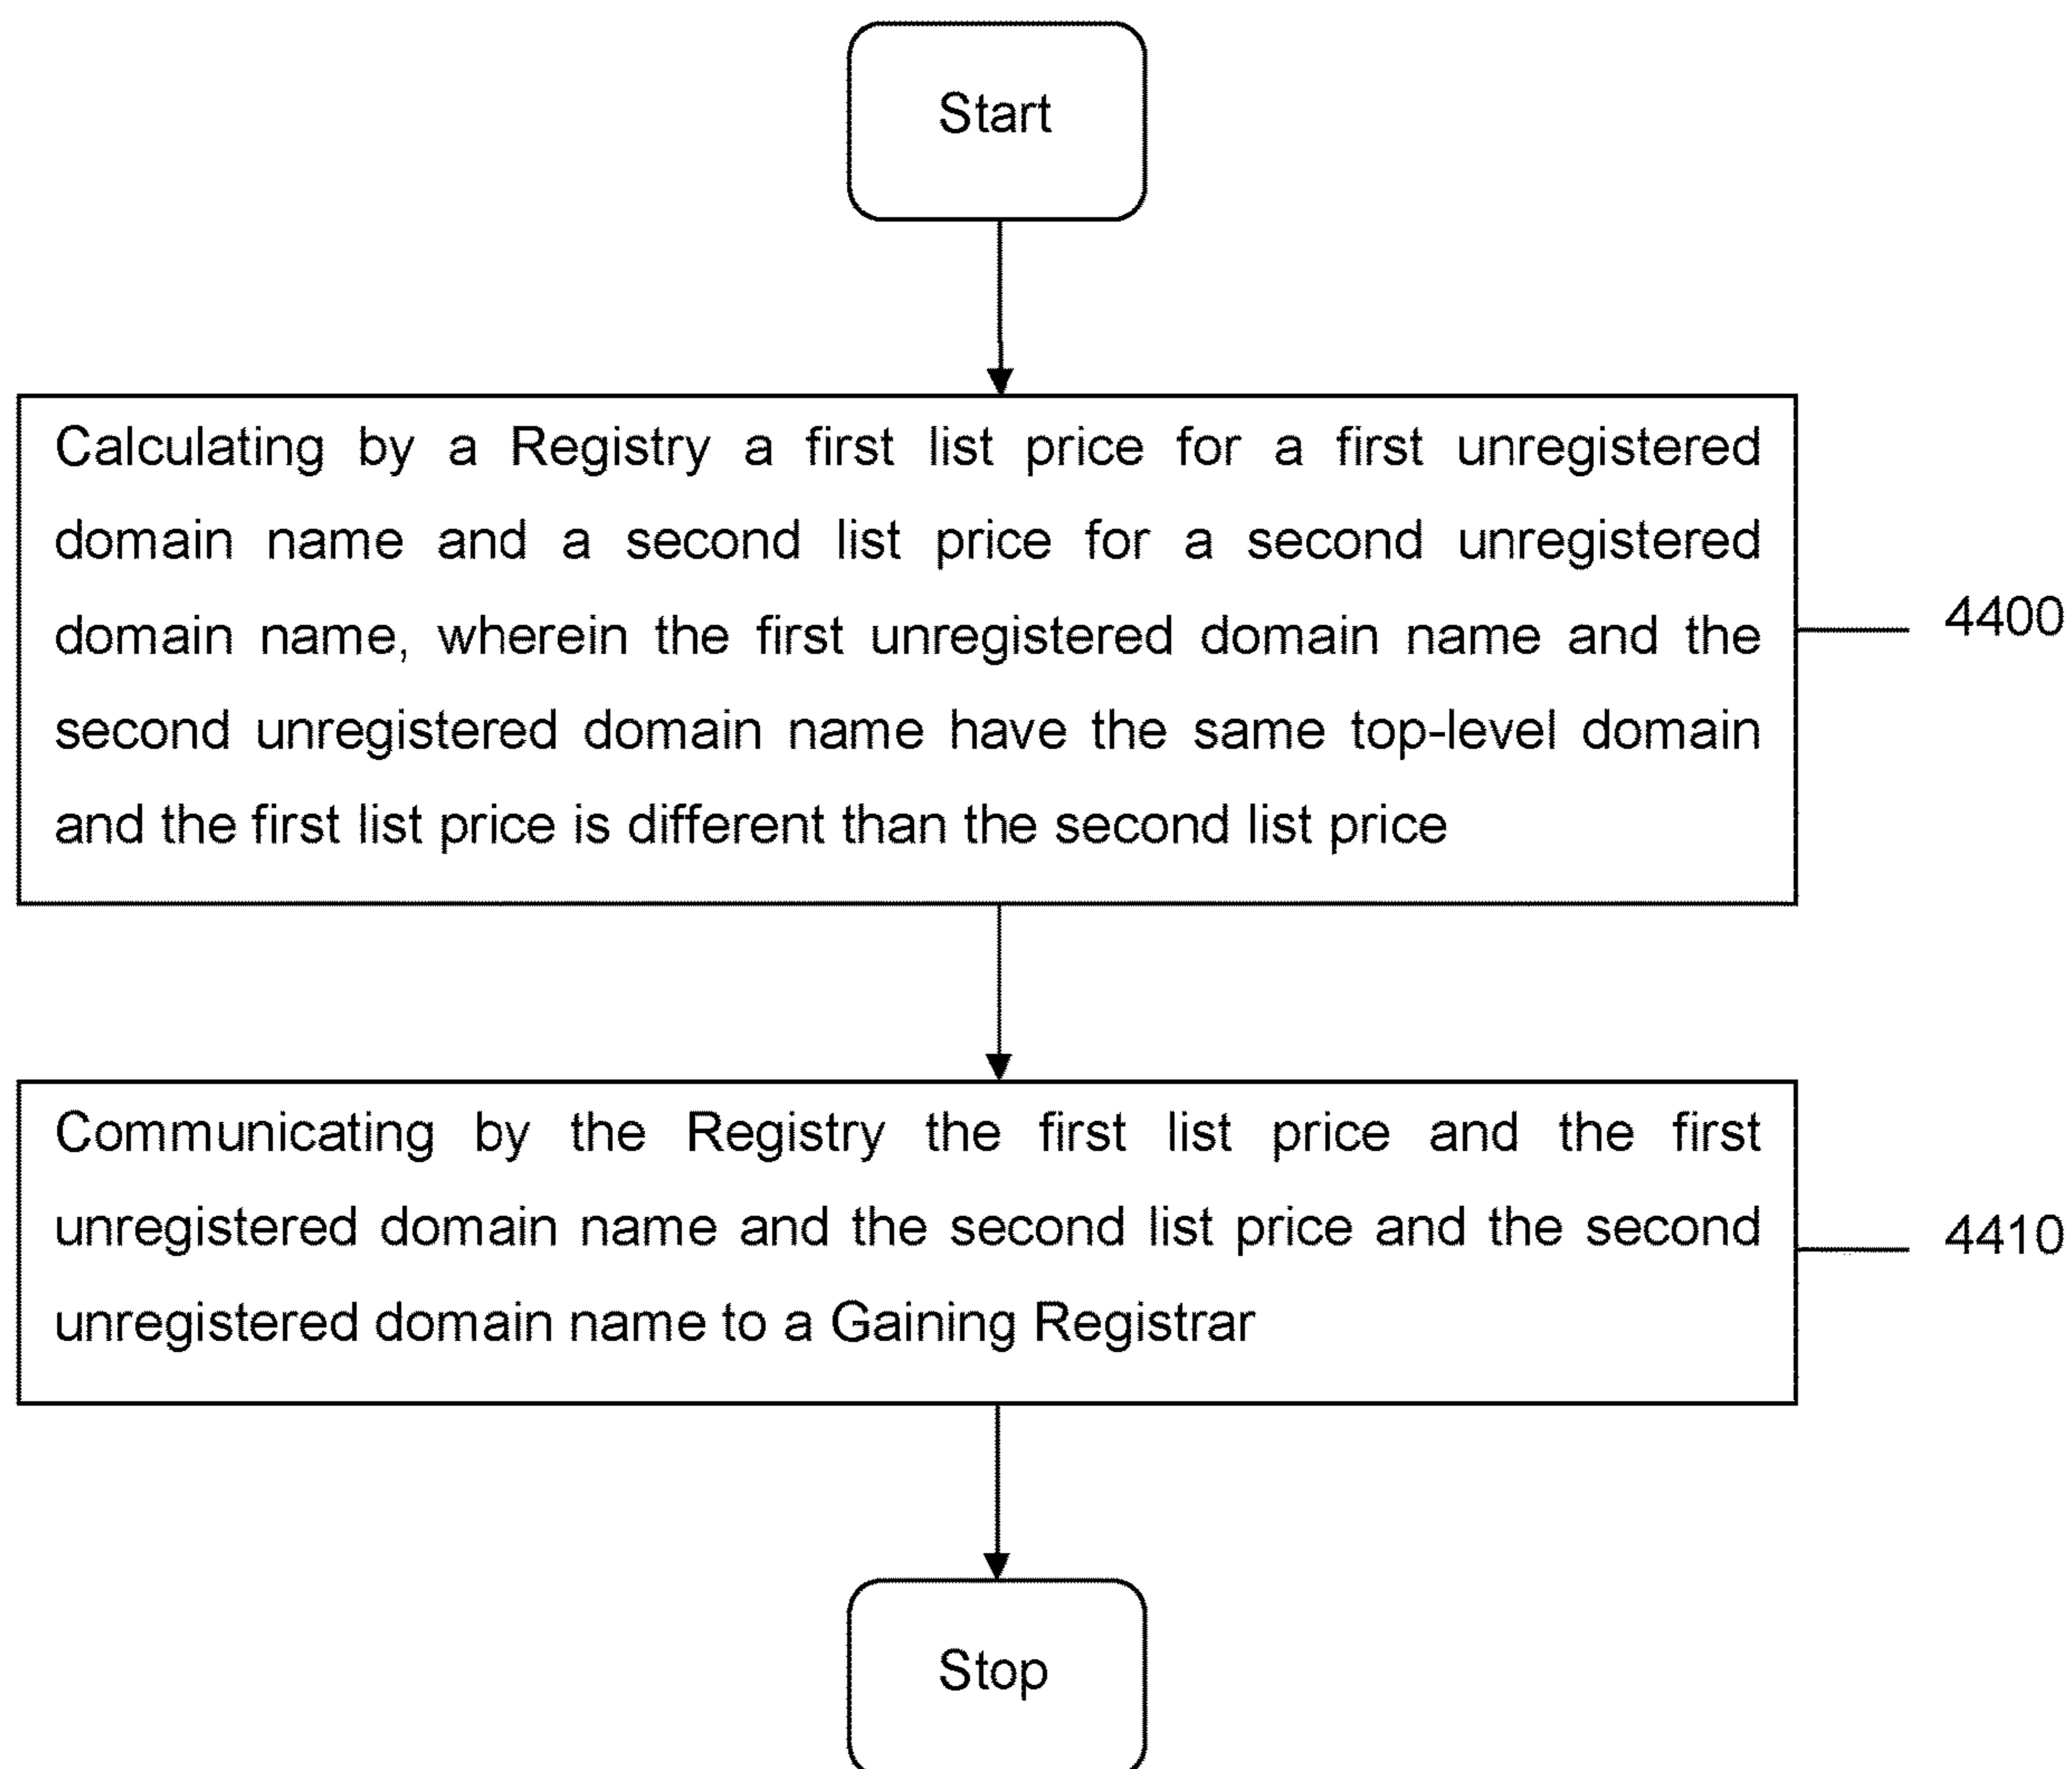 Start
Calculating by a Registry a first list price for a first unregistered
domain name and a second list price for a second unregistered
domain name, wherein the first unregistered domain name and the
second unregistered domain name have the same top-level domain
and the first list price is different than the second list price
4400
Communicating by the Registry the first list price and the first
unregistered domain name and the second list price and the second
unregistered domain name to a Gaining Registrar
4410
Stop